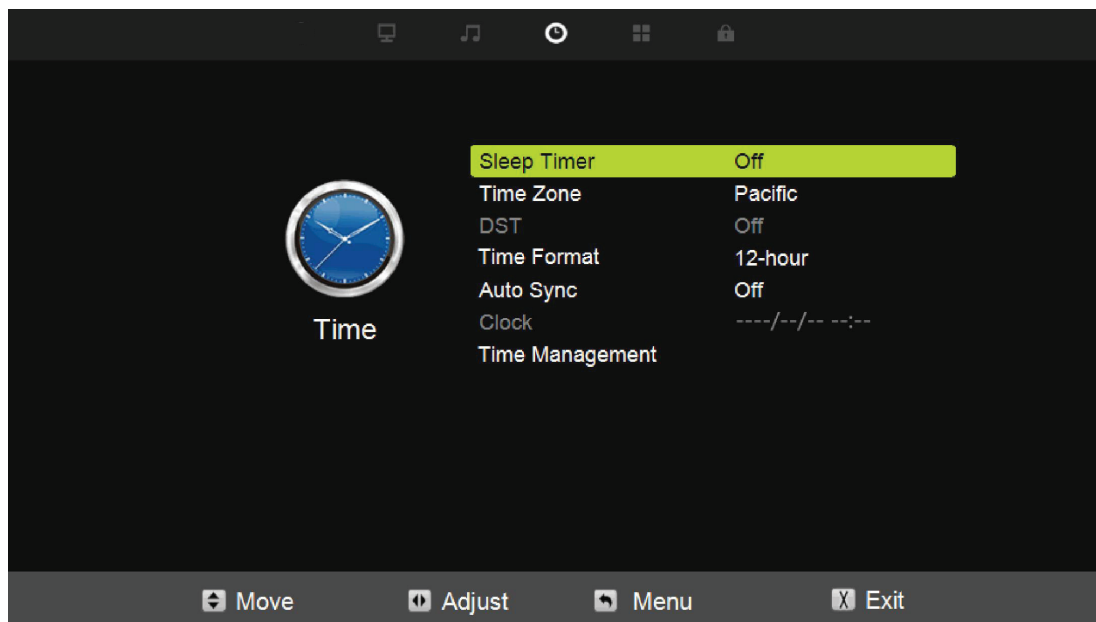 Sleep Timer Off
Time Zone Pacific
DST Off
Time Format 12-hour
Auto Sync Off
Clock ----/--/-- --:--
Time Management
Time
Move Adjust Menu X Exit